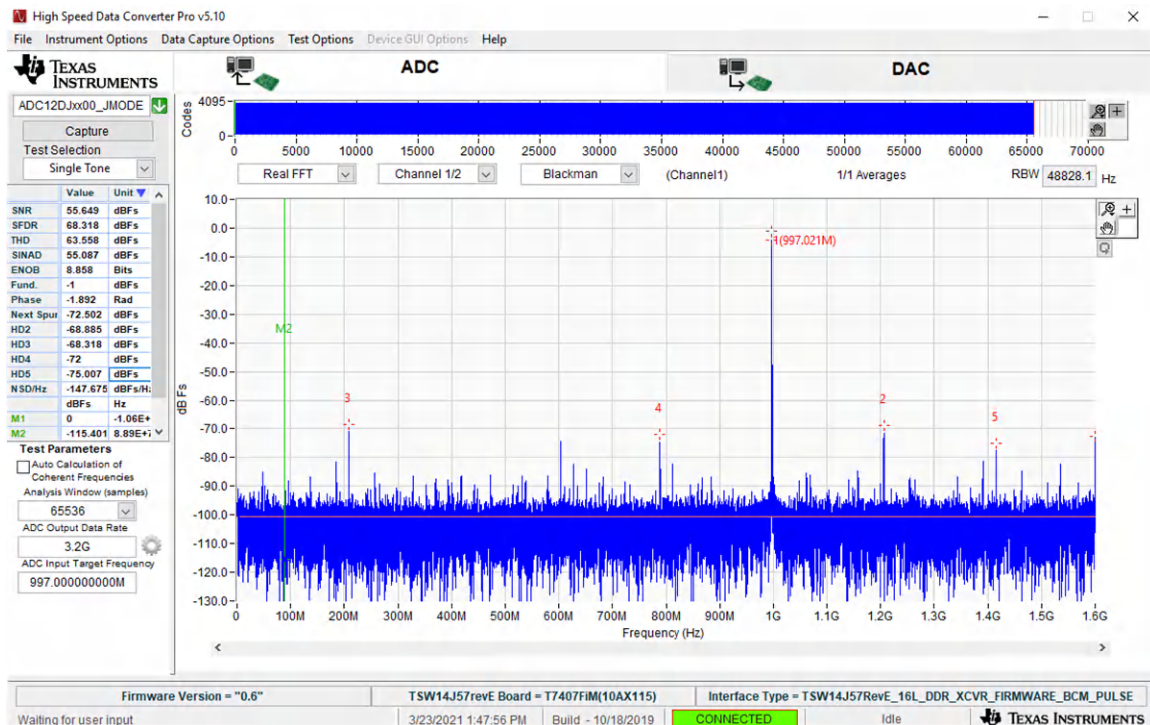 High Speed Data Converter Pro v5.10
File Instrument Options Data Capture Options Test Options Device GUI Options Help
TEXAS INSTRUMENTS
ADC
DAC
ADC12DJxx00_JMODE
Capture
Test Selection
Single Tone
Value Unit
SNR 55.649 dBFs
SFDR 68.318 dBFs
THD 63.558 dBFs
SINAD 55.087 dBFs
ENOB 8.858 Bits
Fund. -1 dBFs
Phase -1.892 Rad
Next Spur -72.502 dBFs
HD2 -68.885 dBFs
HD3 -68.318 dBFs
HD4 -72 dBFs
HD5 -75.007 dBFs
NSD/Hz -147.675 dBFs/H
dBFs Hz
M1 0 -1.06E+
M2 -115.401 8.89E+7
Test Parameters
Auto Calculation of
Coherent Frequencies
Analysis Window (samples)
65536
ADC Output Data Rate
3.2G
ADC Input Target Frequency
997.000000000M
Codes
4095
0
0 5000 10000 15000 20000 25000 30000 35000 40000 45000 50000 55000 60000 65000 70000
Real FFT Channel 1/2 Blackman (Channel1) 1/1 Averages RBW 48828.1 Hz
dB Fs
10.0
0.0
-10.0
-20.0
-30.0
-40.0
-50.0
-60.0
-70.0
-80.0
-90.0
-100.0
-110.0
-120.0
-130.0
1(997.021M)
M2
3
4
2
5
0 100M 200M 300M 400M 500M 600M 700M 800M 900M 1G 1.1G 1.2G 1.3G 1.4G 1.5G 1.6G
Frequency (Hz)
Firmware Version = "0.6" TSW14J57revE Board = T7407FiM(10AX115) Interface Type = TSW14J57RevE_16L_DDR_XCVR_FIRMWARE_BCM_PULSE
Waiting for user input 3/23/2021 1:47:56 PM Build - 10/18/2019 CONNECTED Idle TEXAS INSTRUMENTS